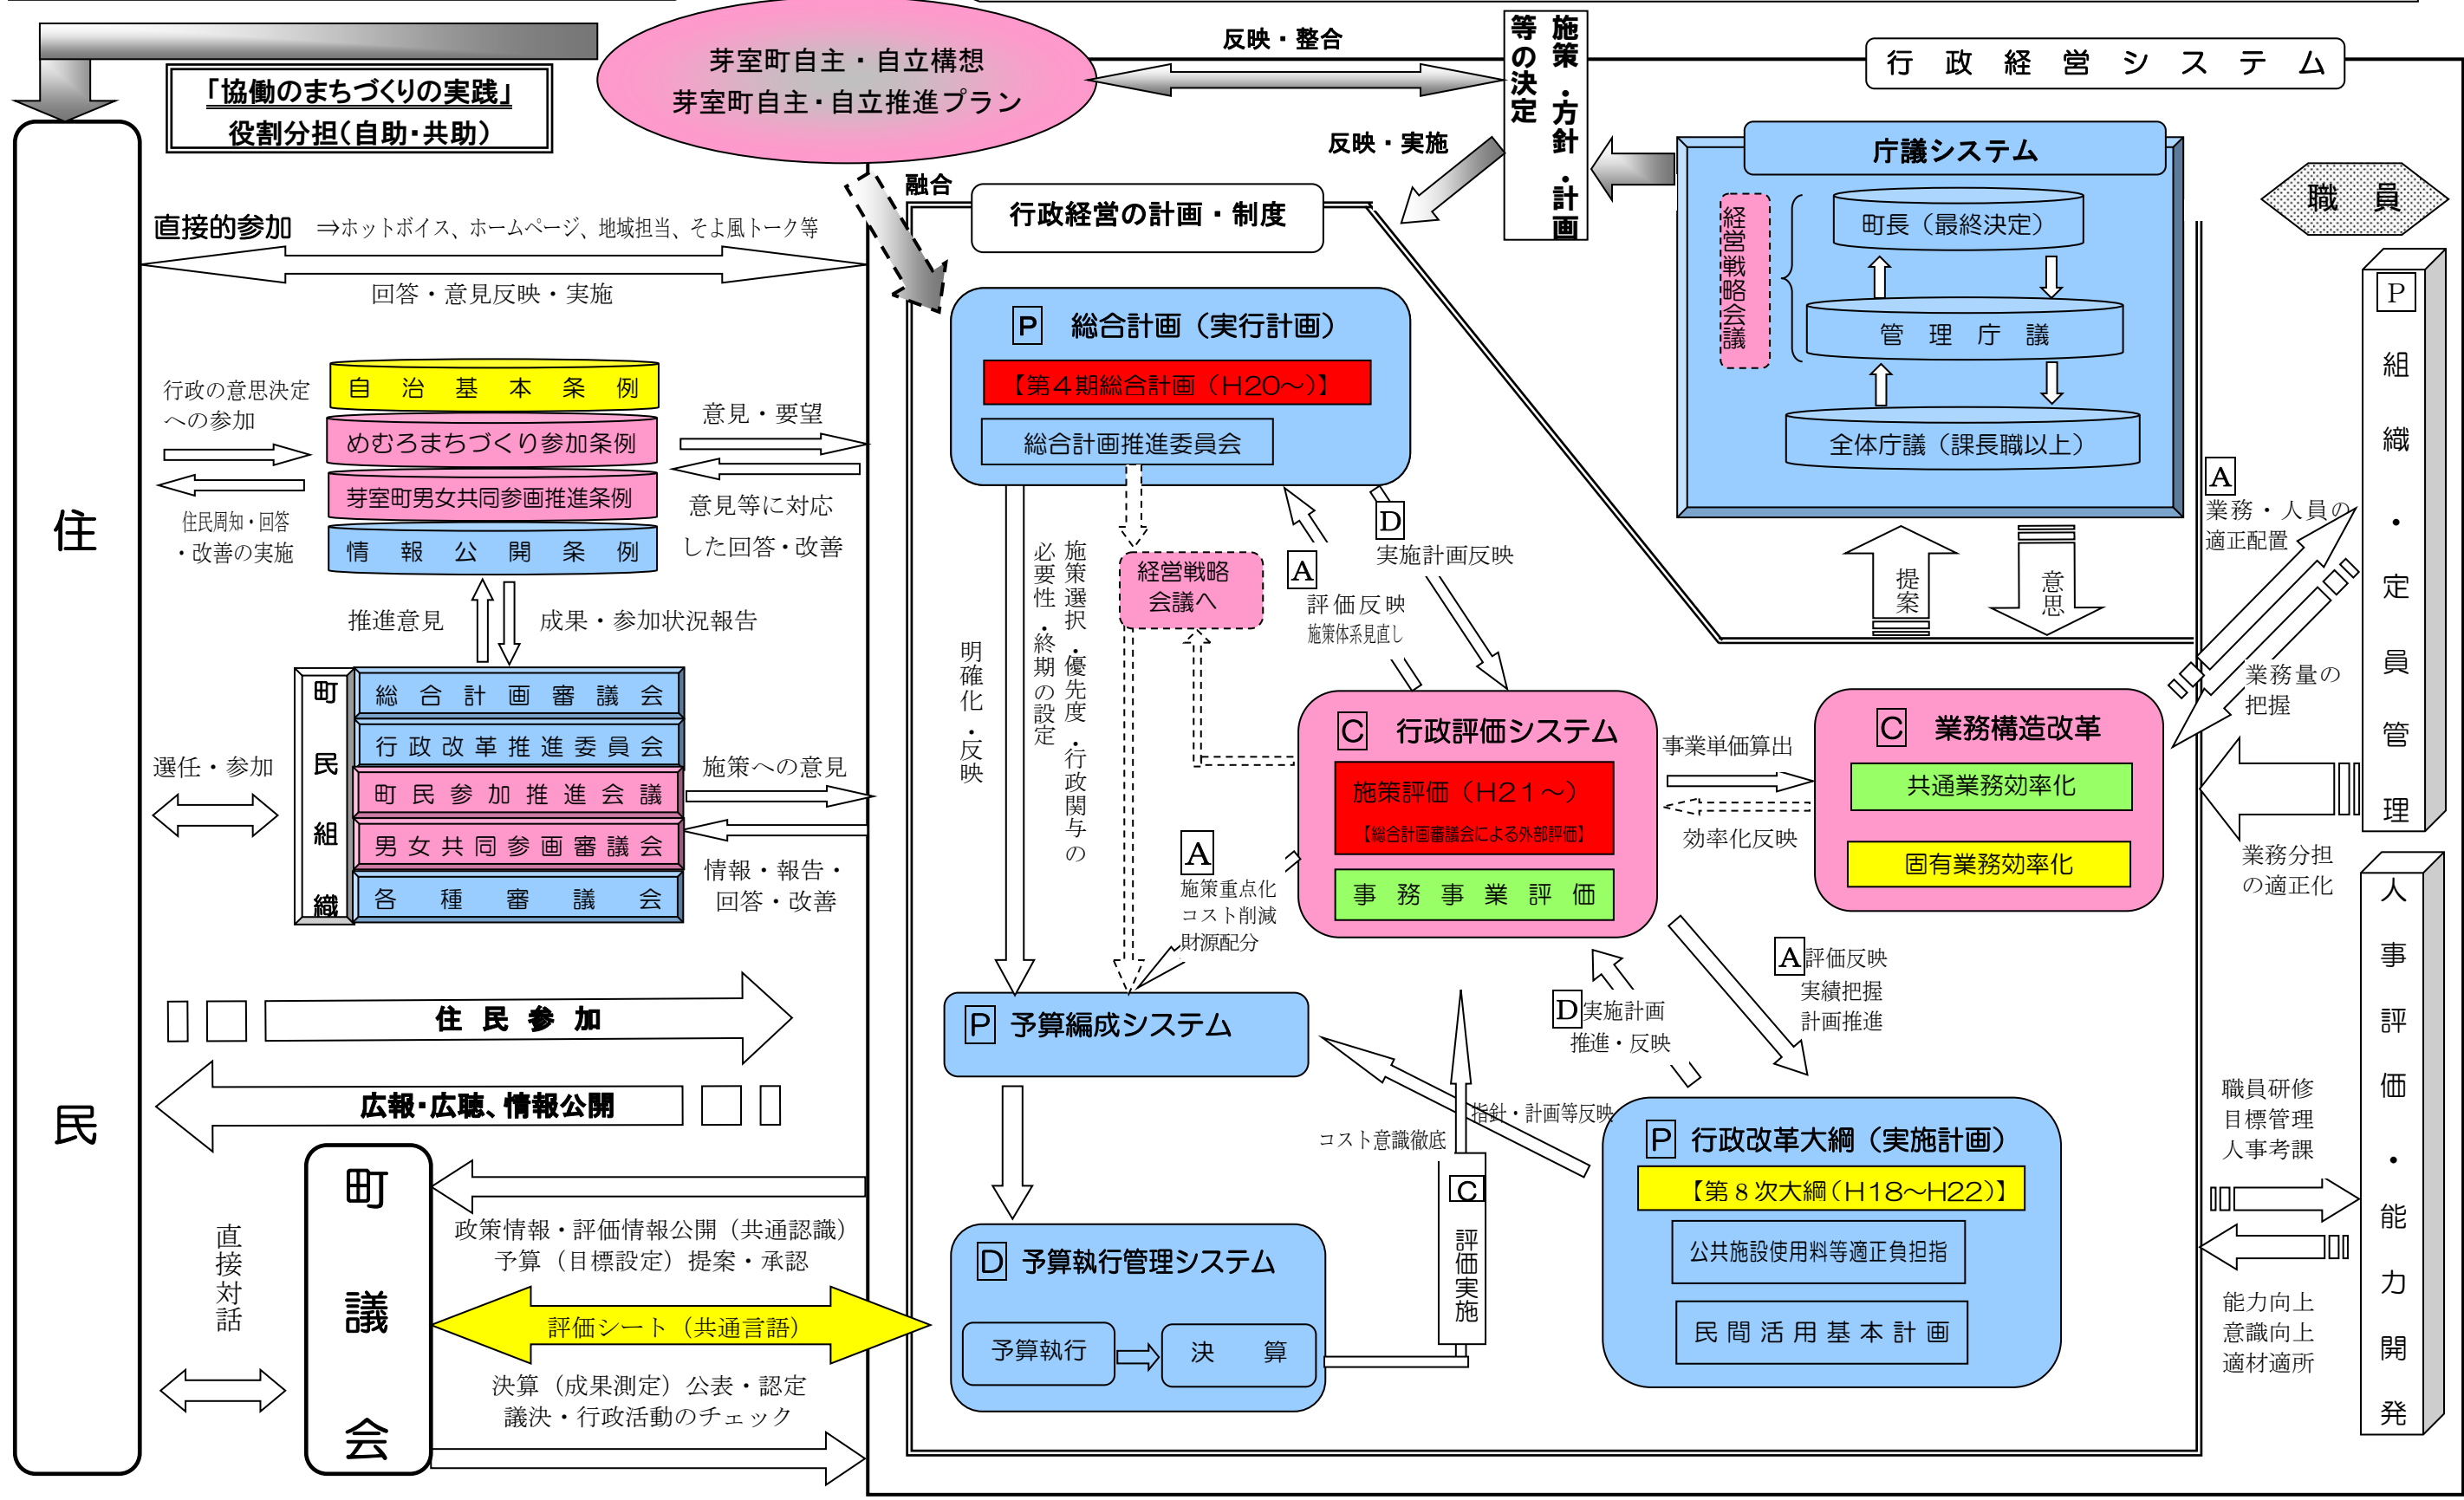 芽室町自主・自立構想
芽室町自主・自立推進プラン
「協働のまちづくりの実践」
役割分担（自助・共助）
反映・整合
施策・方針・計画
等の決定
行政経営システム
反映・実施
融合
庁議システム
経営戦略会議
町長（最終決定）
管理庁議
全体庁議（課長職以上）
提案
意思
職員
住民
直接的参加 ⇒ホットボイス、ホームページ、地域担当、そよ風トーク等
回答・意見反映・実施
行政の意思決定
への参加
住民周知・回答
・改善の実施
自治基本条例
めむろまちづくり参加条例
芽室町男女共同参画推進条例
情報公開条例
意見・要望
意見等に対応
した回答・改善
推進意見
成果・参加状況報告
町民組織
総合計画審議会
行政改革推進委員会
町民参加推進会議
男女共同参画審議会
各種審議会
選任・参加
施策への意見
情報・報告・
回答・改善
住民参加
広報・広聴、情報公開
町議会
直接対話
政策情報・評価情報公開（共通認識）
予算（目標設定）提案・承認
評価シート（共通言語）
決算（成果測定）公表・認定
議決・行政活動のチェック
行政経営の計画・制度
P 総合計画（実行計画）
【第４期総合計画（H20～）】
総合計画推進委員会
経営戦略
会議へ
明確化・反映
施策選択・優先度・行政関与の
必要性・終期の設定
D
実施計画反映
A
評価反映
施策体系見直し
C 行政評価システム
施策評価（H21～）
【総合計画審議会による外部評価】
事務事業評価
事業単価算出
効率化反映
C 業務構造改革
共通業務効率化
固有業務効率化
A
施策重点化
コスト削減
財源配分
A評価反映
実績把握
計画推進
D実施計画
推進・反映
P 予算編成システム
指針・計画等反映
コスト意識徹底
C
評価実施
D 予算執行管理システム
予算執行
決算
P 行政改革大綱（実施計画）
【第８次大綱（H18～H22）】
公共施設使用料等適正負担指
民間活用基本計画
A
業務・人員の
適正配置
業務量の
把握
業務分担
の適正化
P
組織・定員管理
職員研修
目標管理
人事考課
能力向上
意識向上
適材適所
人事評価・能力開発